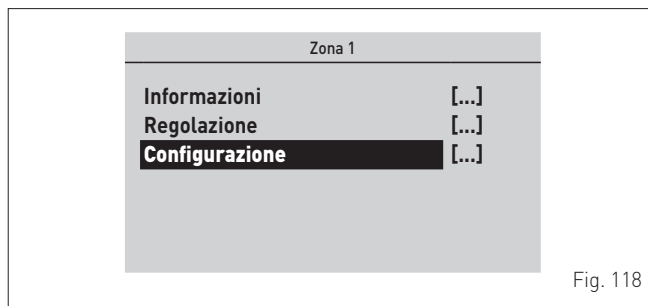 Zona 1
Informazioni [...]
Regolazione [...]
Configurazione [...]
Fig. 118